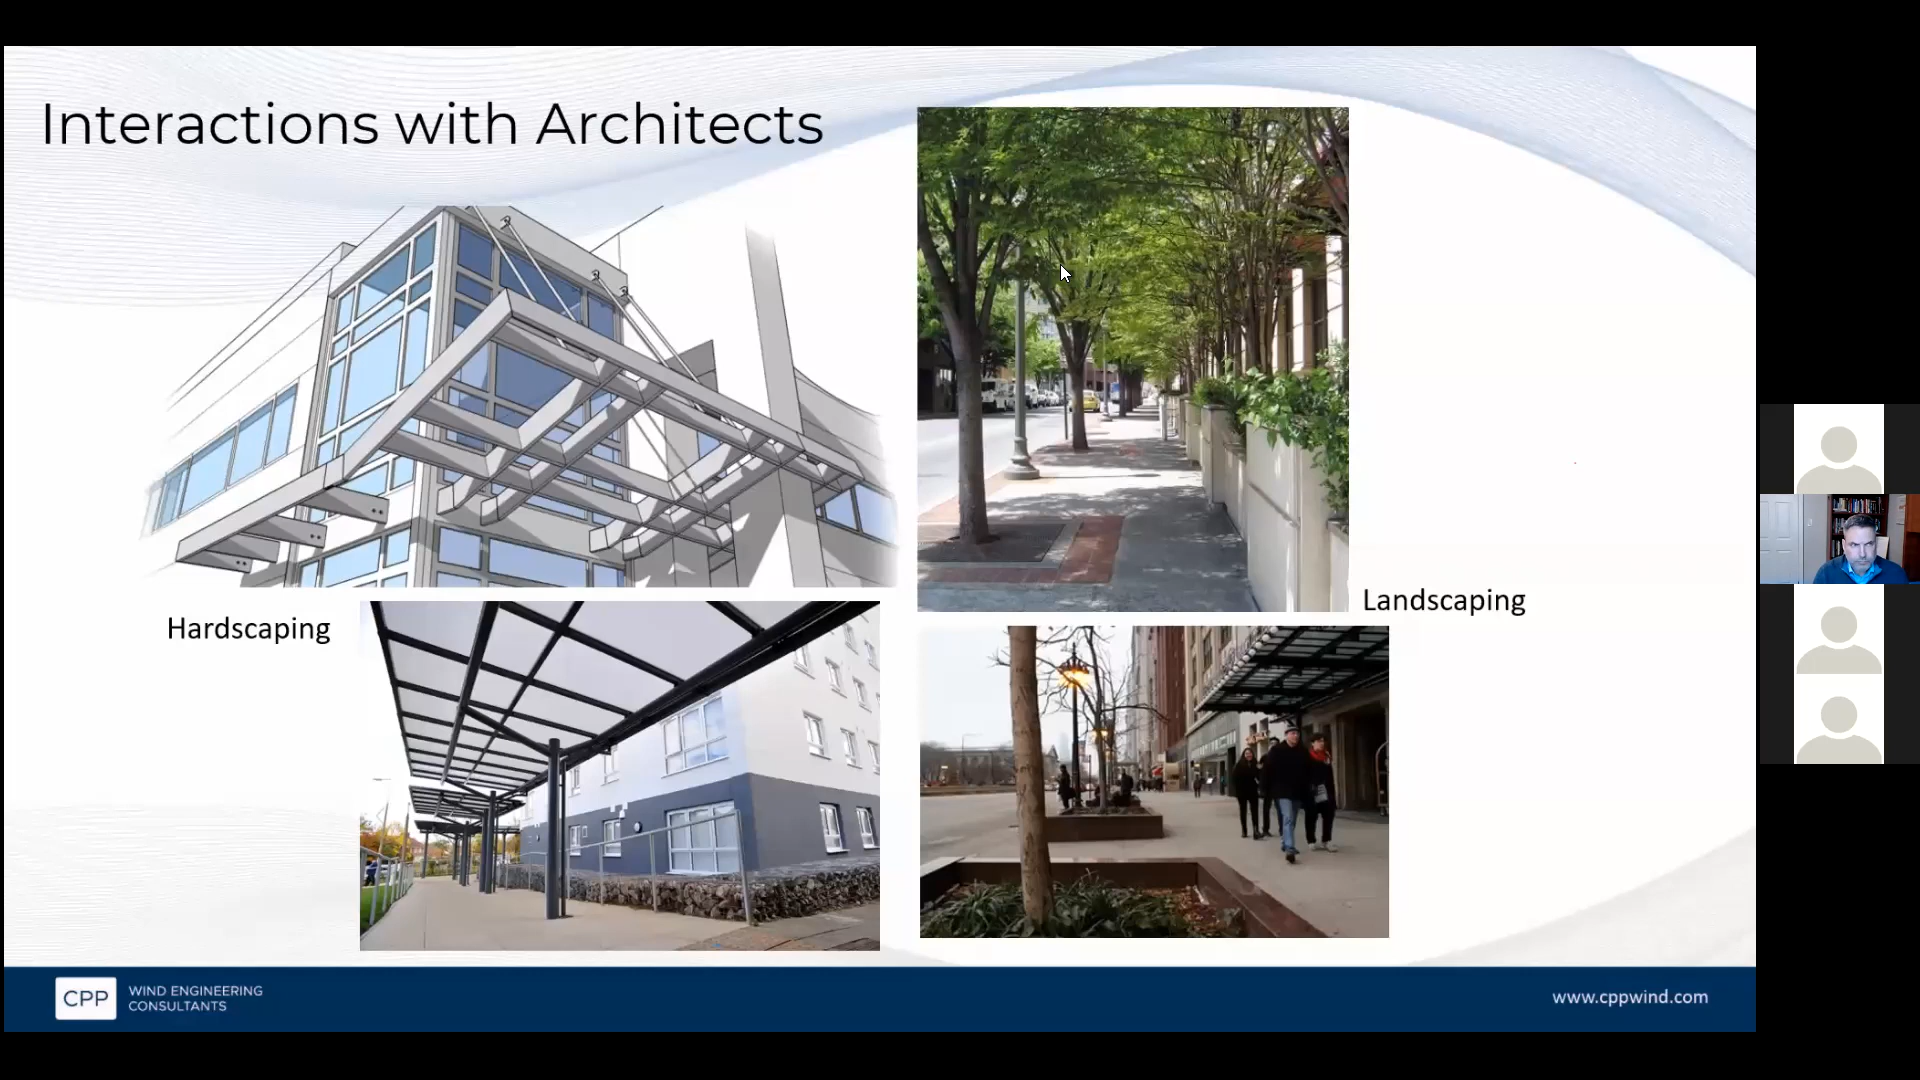 Interactions with Architects
Hardscaping
Landscaping
CPP
WIND ENGINEERING
CONSULTANTS
www.cppwind.com